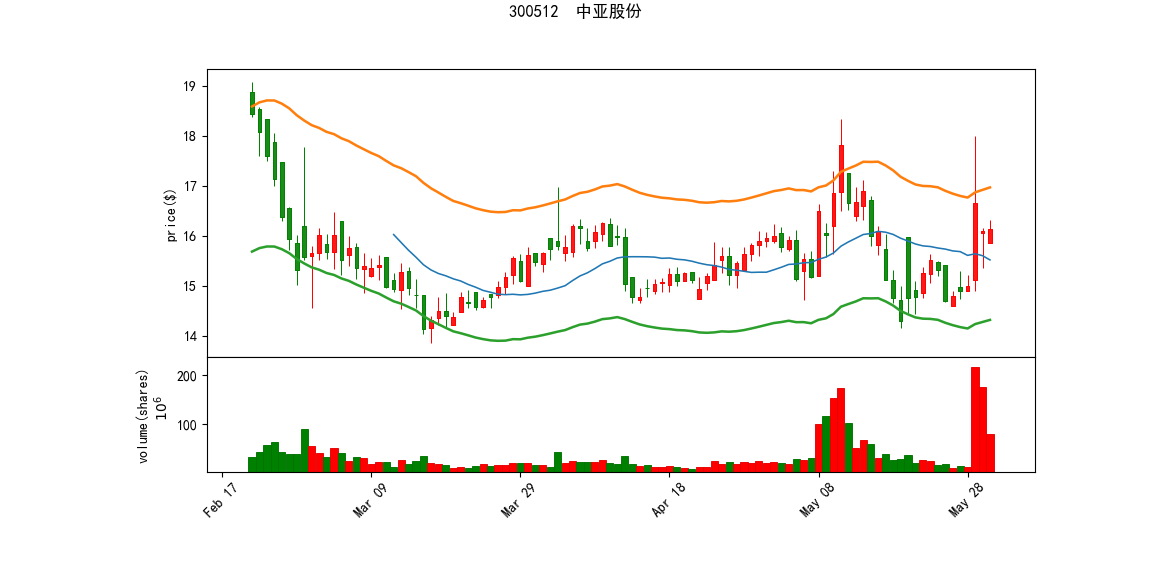 300512 中亚股份
price($)
19
18
17
16
15
14
volume(shares)
10^6
200
100
Feb 17
Mar 09
Mar 29
Apr 18
May 08
May 28